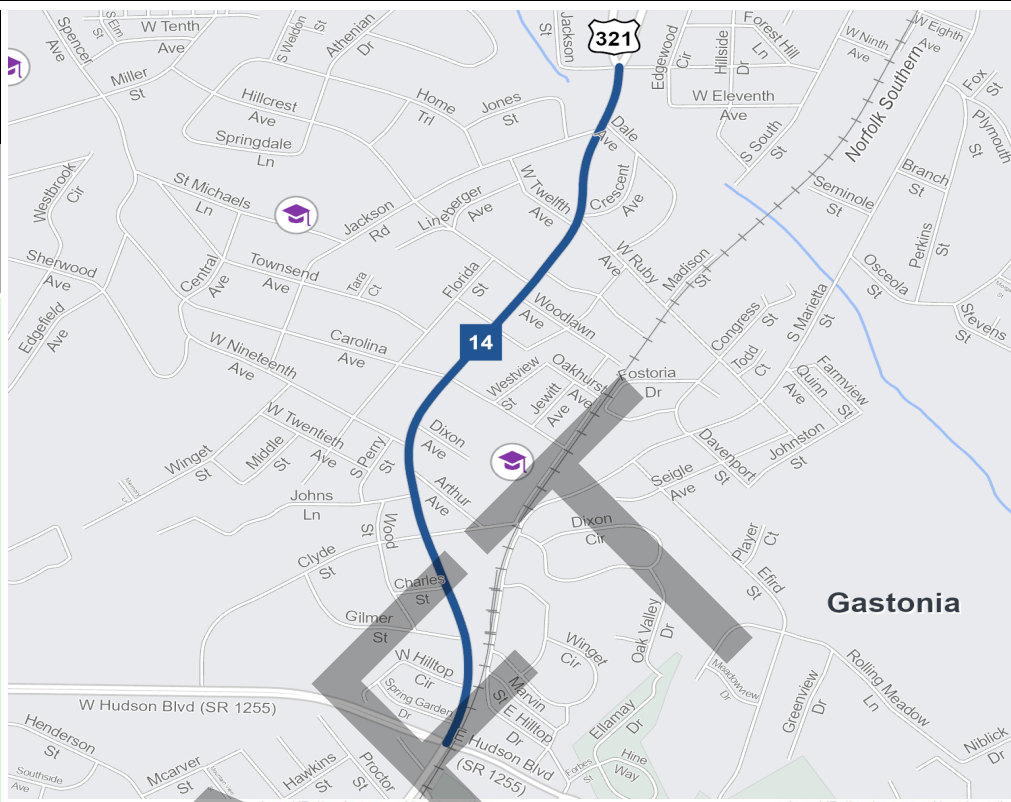 321
W Tenth
Ave
S Elm
St
Spencer
Ave
S Weldon
St
Athenian
Dr
Jackson
St
Edgewood
Cir
Hillside
Dr
Forest Hill
Ln
W Ninth
Ave
W Eighth
Ave
Miller
St
Hillcrest
Ave
Home
Trl
Jones
St
W Eleventh
Ave
Norfolk Southern
Fox
St
Plymouth
St
Springdale
Ln
Dale
Ave
S South
St
Westbrook
Cir
St Michaels
Ln
Jackson
Rd
Lineberger
Ave
W Twelfth
Ave
Crescent
Ave
Seminole
St
Branch
St
Perkins
St
Sherwood
Ave
Central
Ave
Townsend
Ave
Tara
Ct
Florida
St
W Ruby
Ave
Madison
St
Osceola
St
Stevens
St
Edgefield
Ave
Carolina
Ave
14
Woodlawn
Ave
Congress
St
S Marietta
St
W Nineteenth
Ave
Westview
St
Oakhurst
Ave
Jewitt
Ave
Fostoria
Dr
Todd
Ct
Quinn
Ave
Farmview
St
W Twentieth
Ave
Middle
St
Winget
St
S Perry
St
Dixon
Ave
Davenport
St
Johnston
St
Johns
Ln
Arthur
Ave
Seigle
Ave
Wood
St
Dixon
Cir
Player
Ct
Clyde
St
Charles
St
Efird
St
Gastonia
Gilmer
St
Oak Valley
Dr
W Hilltop
Cir
Winget
Cir
Spring Garden
Dr
Marvin
St
E Hilltop
Dr
Meadowview
Dr
Greenview
Dr
Rolling Meadow
Ln
W Hudson Blvd (SR 1255)
Ellamay
Dr
Henderson
St
Hudson Blvd
(SR 1255)
Niblick
Dr
Southside
Ave
Mcarver
St
Hawkins
St
Proctor
St
Forbes
St
Hine
Way